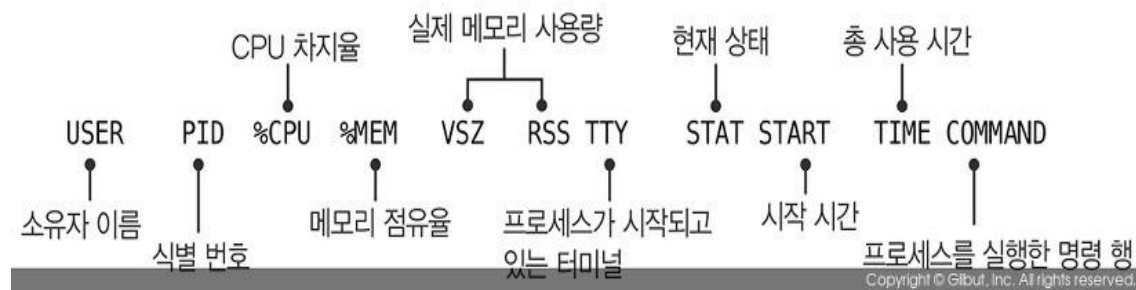 실제 메모리 사용량
CPU 차지율
현재 상태
총 사용 시간
USER PID %CPU %MEM VSZ RSS TTY STAT START TIME COMMAND
소유자 이름
식별 번호
메모리 점유율
프로세스가 시작되고
있는 터미널
시작 시간
프로세스를 실행한 명령 행
Copyright © Gilbut, Inc. All rights reserved.